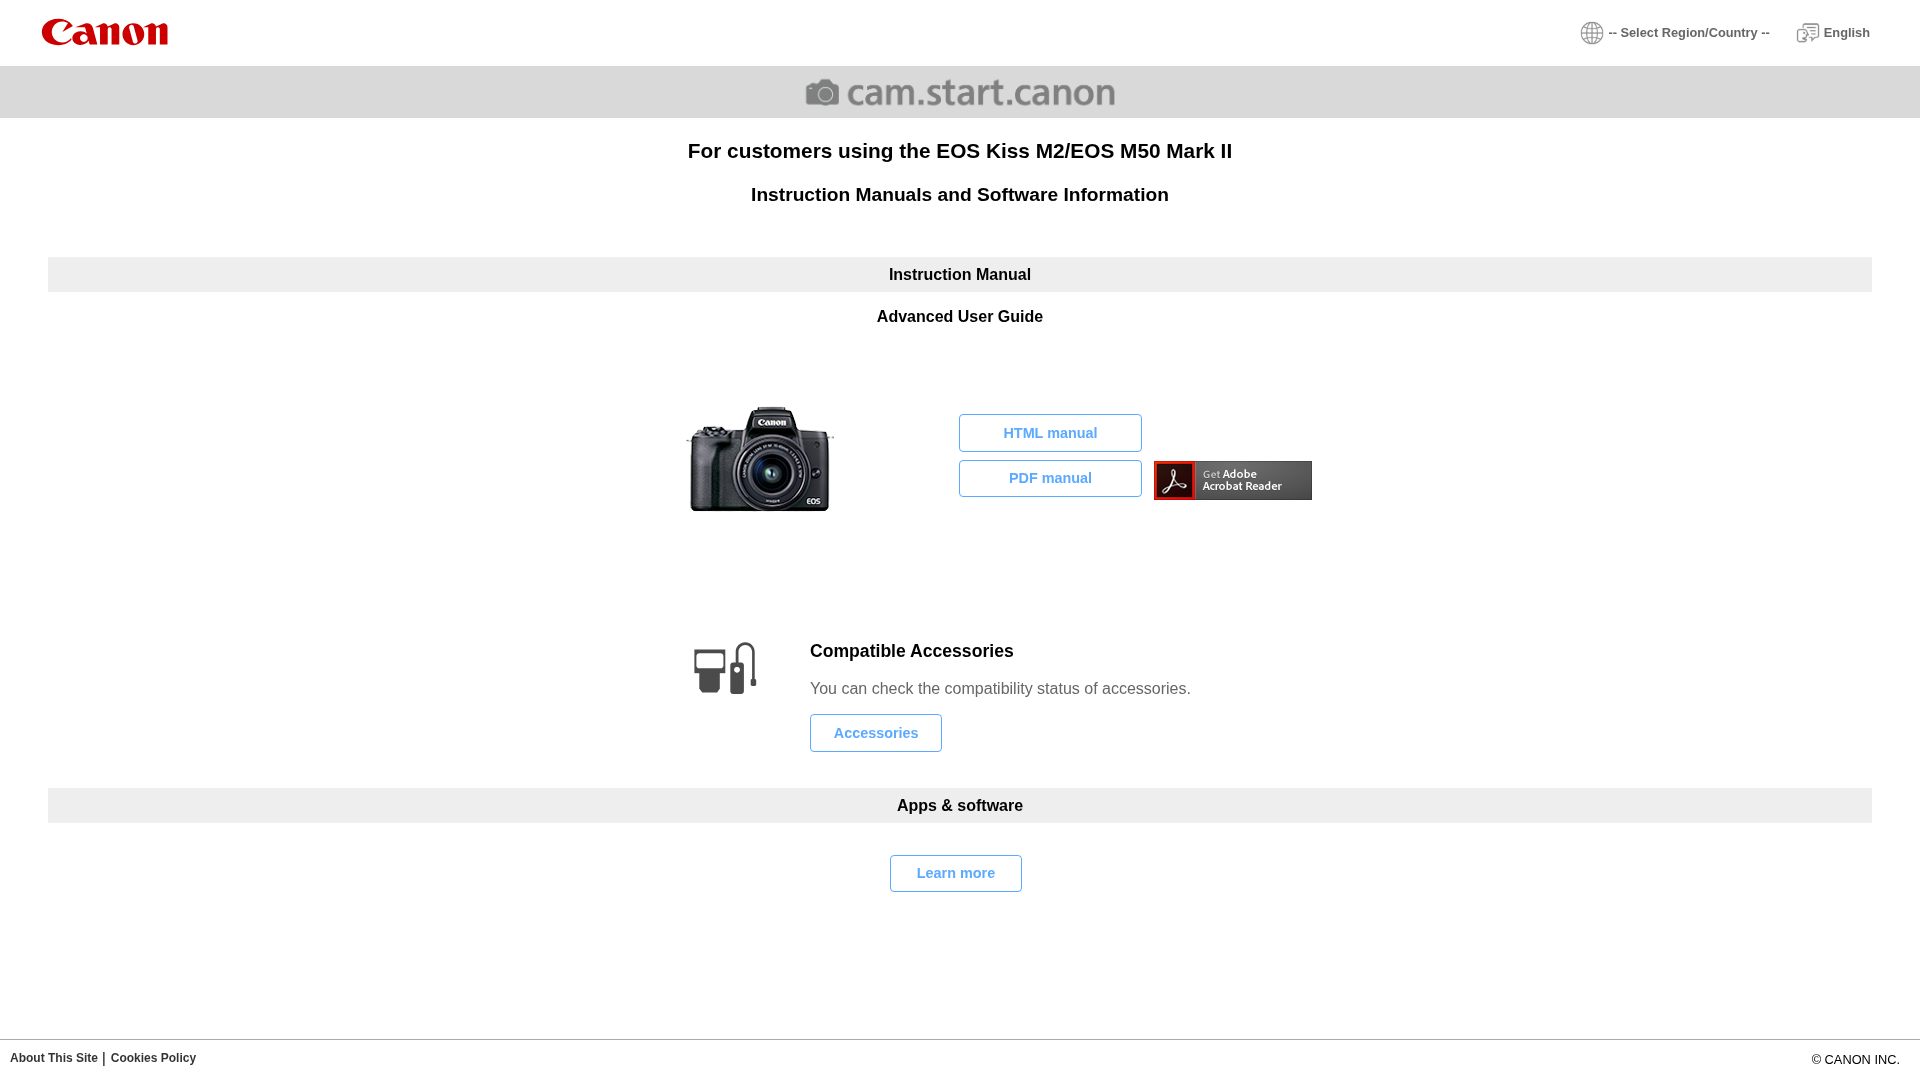 Canon
-- Select Region/Country --
English
cam.start.canon
For customers using the EOS Kiss M2/EOS M50 Mark II
Instruction Manuals and Software Information
Instruction Manual
Advanced User Guide
Canon
EOS
HTML manual
PDF manual
Get Adobe
Acrobat Reader
Compatible Accessories
You can check the compatibility status of accessories.
Accessories
Apps & software
Learn more
About This Site | Cookies Policy
© CANON INC.